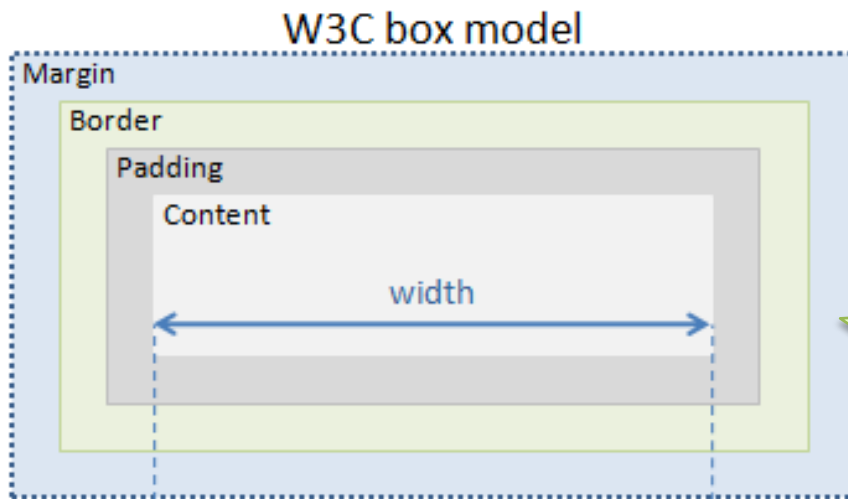 W3C box model
Margin
Border
Padding
Content
width